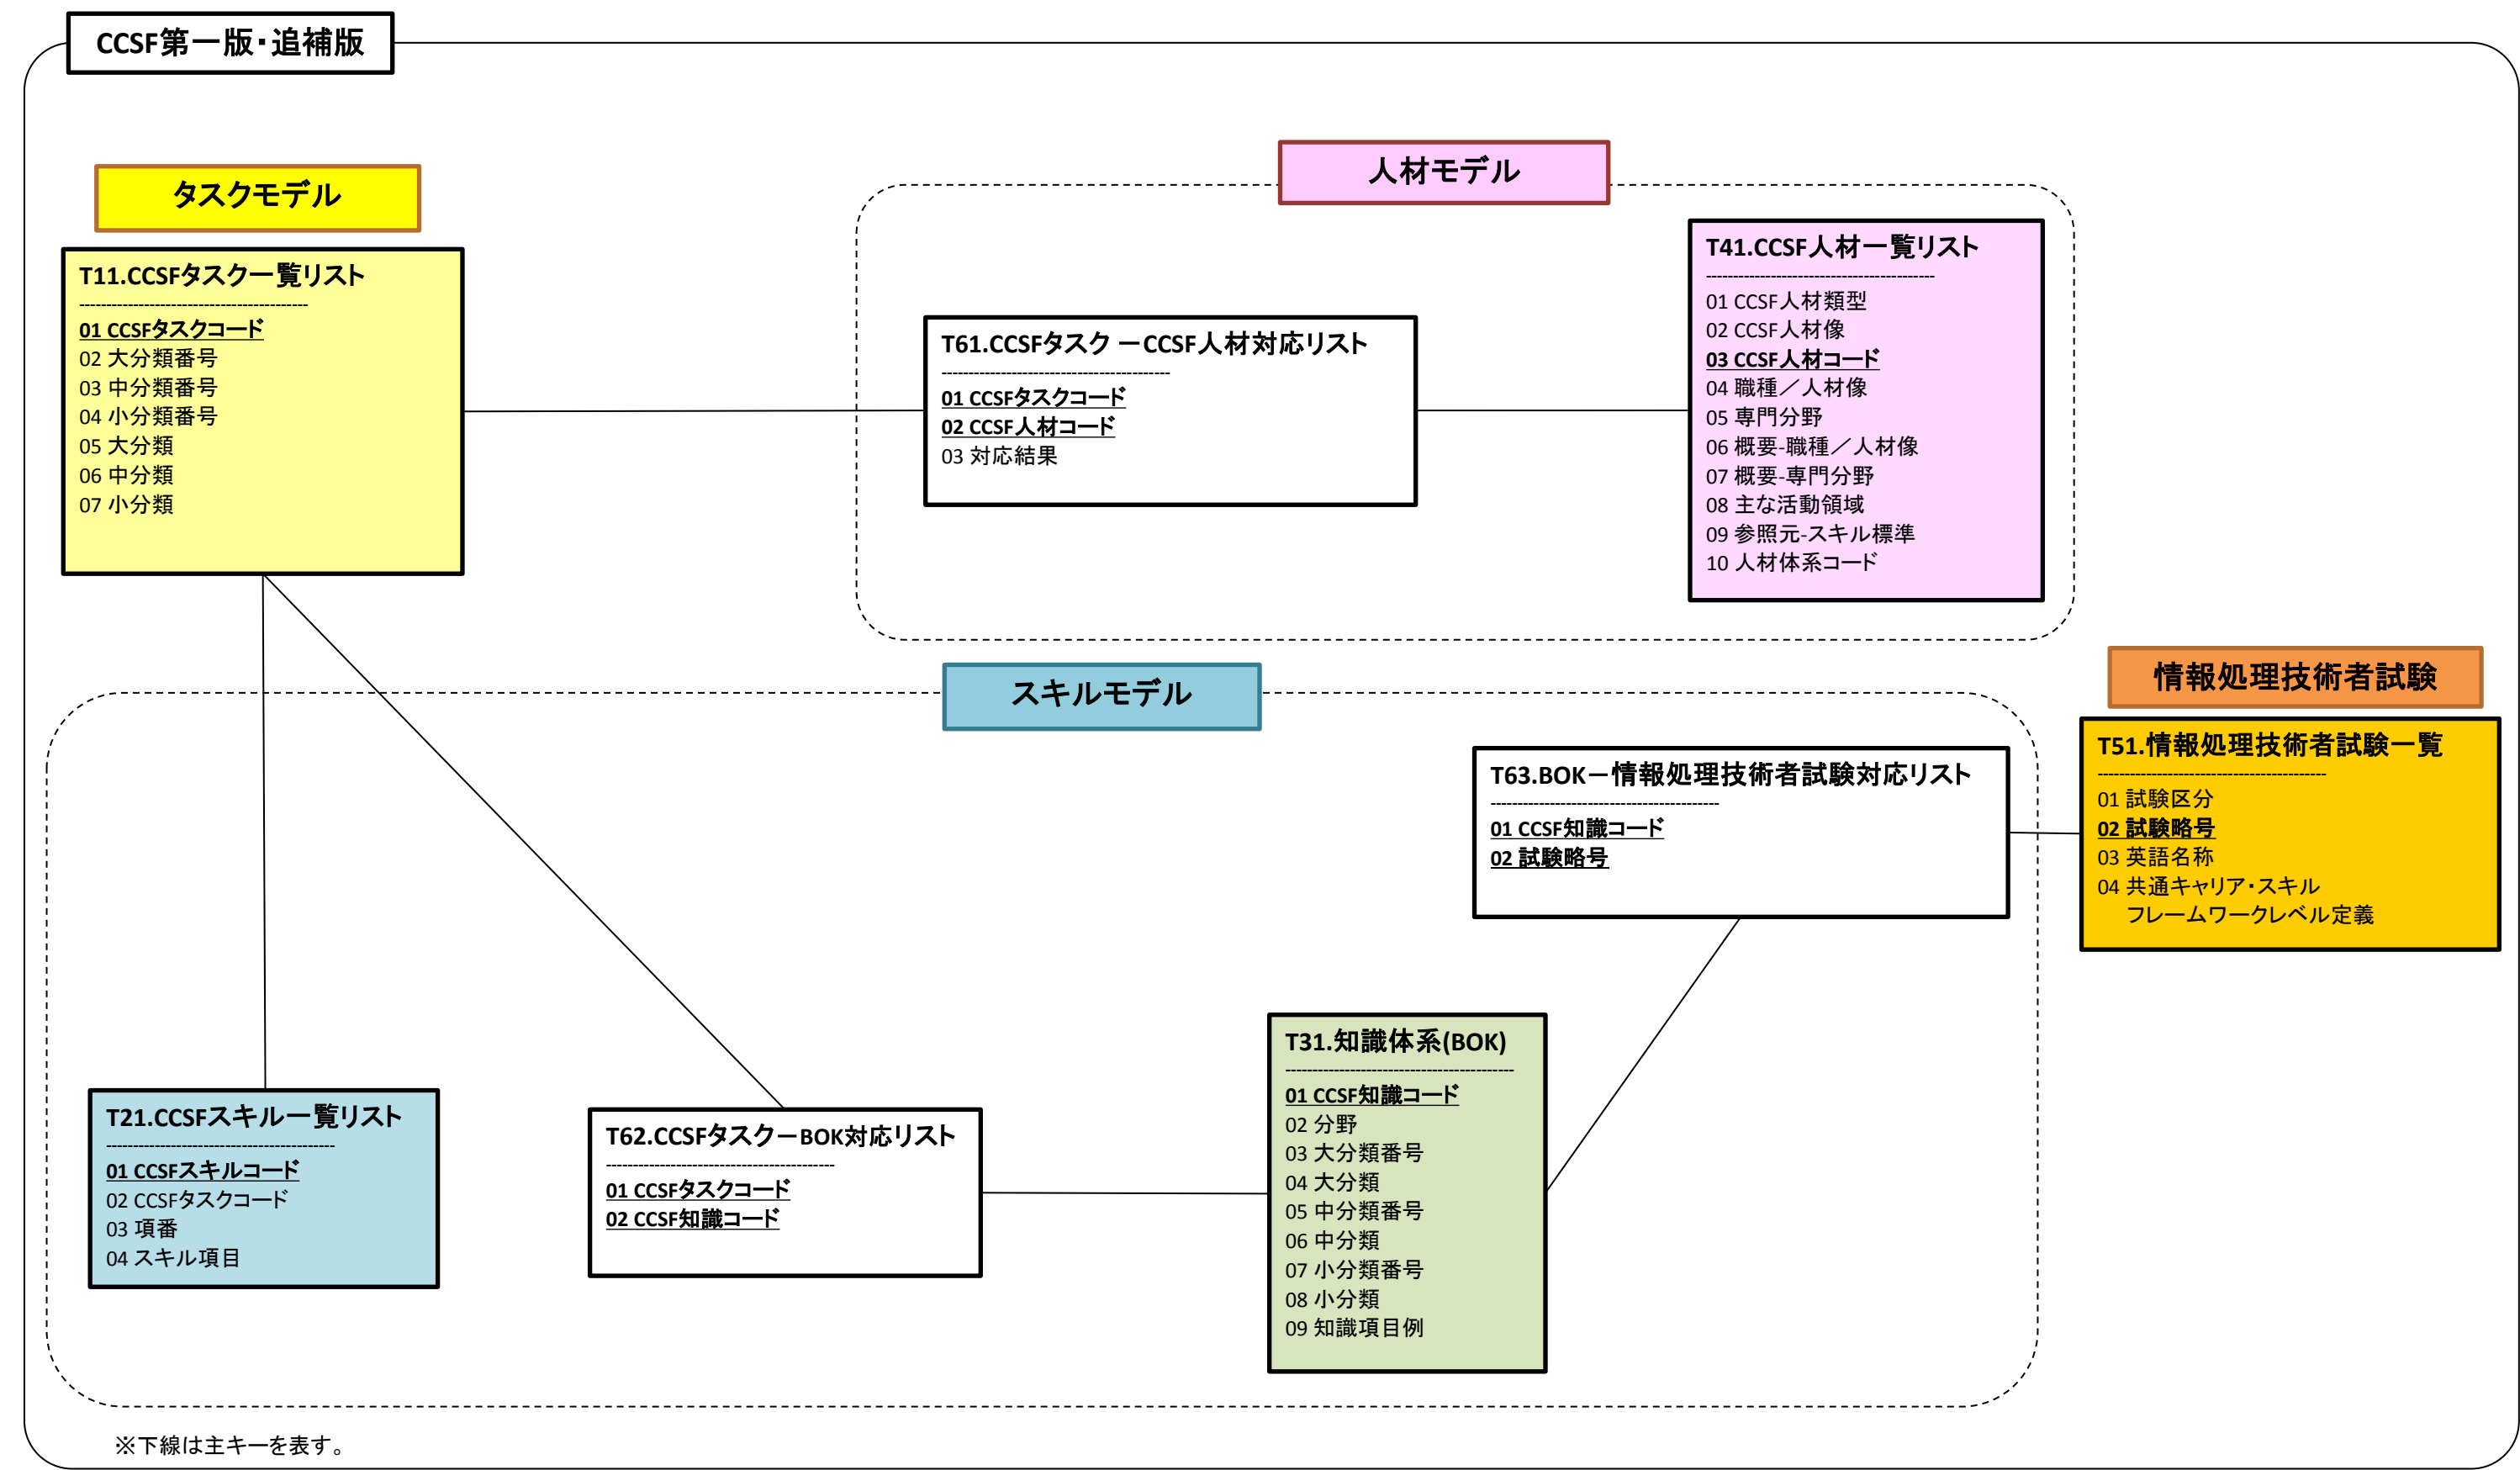 CCSF第一版・追補版
タスクモデル
T11.CCSFタスク一覧リスト
-------------------------------------------
01 CCSFタスクコード
02 大分類番号
03 中分類番号
04 小分類番号
05 大分類
06 中分類
07 小分類
人材モデル
T61.CCSFタスク －CCSF人材対応リスト
-------------------------------------------
01 CCSFタスクコード
02 CCSF人材コード
03 対応結果
T41.CCSF人材一覧リスト
-------------------------------------------
01 CCSF人材類型
02 CCSF人材像
03 CCSF人材コード
04 職種／人材像
05 専門分野
06 概要-職種／人材像
07 概要-専門分野
08 主な活動領域
09 参照元-スキル標準
10 人材体系コード
スキルモデル
T21.CCSFスキル一覧リスト
-------------------------------------------
01 CCSFスキルコード
02 CCSFタスクコード
03 項番
04 スキル項目
T62.CCSFタスク－BOK対応リスト
-------------------------------------------
01 CCSFタスクコード
02 CCSF知識コード
T31.知識体系(BOK)
-------------------------------------------
01 CCSF知識コード
02 分野
03 大分類番号
04 大分類
05 中分類番号
06 中分類
07 小分類番号
08 小分類
09 知識項目例
T63.BOK－情報処理技術者試験対応リスト
-------------------------------------------
01 CCSF知識コード
02 試験略号
情報処理技術者試験
T51.情報処理技術者試験一覧
-------------------------------------------
01 試験区分
02 試験略号
03 英語名称
04 共通キャリア・スキル
フレームワークレベル定義
※下線は主キーを表す。